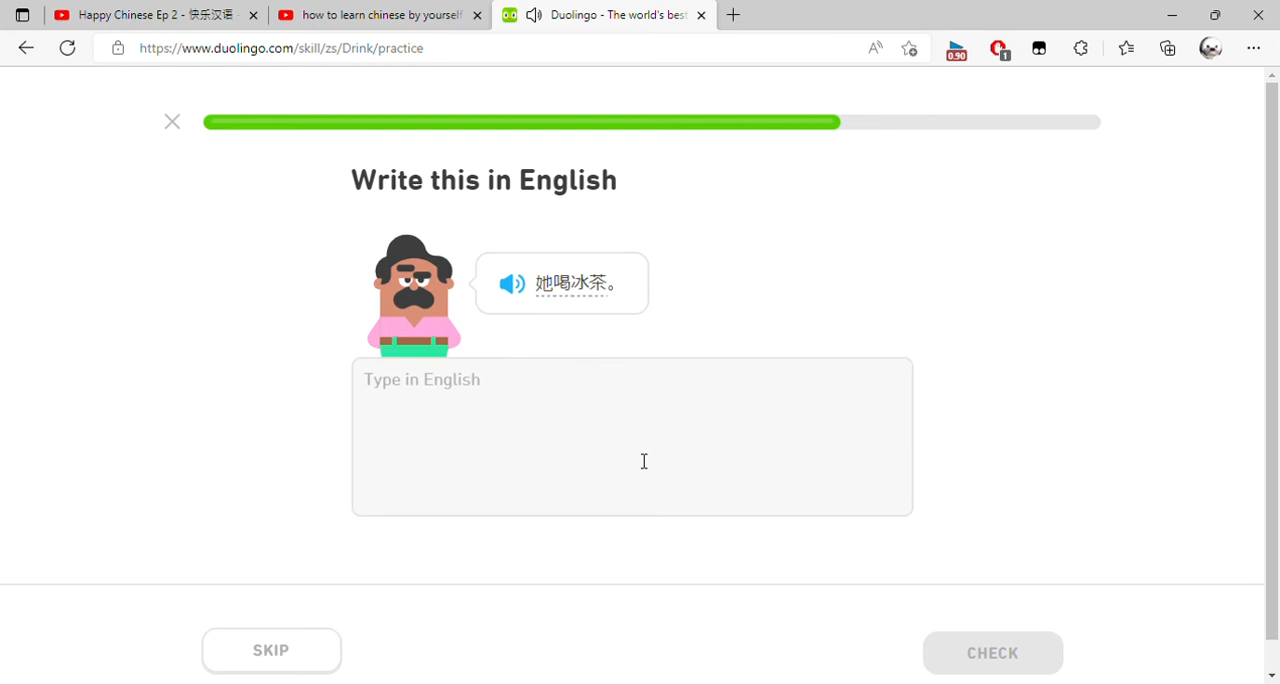 Happy Chinese Ep 2 - 快乐汉语
how to learn chinese by yourself
Duolingo - The world's best
https://www.duolingo.com/skill/zs/Drink/practice
0.90
1
Write this in English
她喝冰茶。
Type in English
SKIP
CHECK